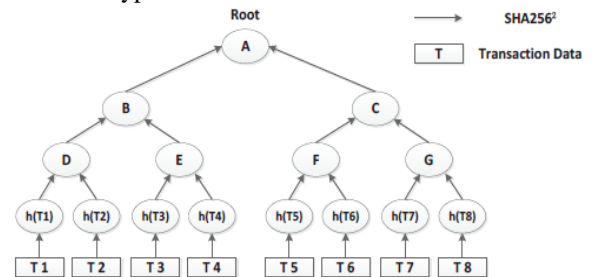 Root
SHA256²
A
T Transaction Data
B C
D E F G
h(T1) h(T2) h(T3) h(T4) h(T5) h(T6) h(T7) h(T8)
T 1 T 2 T 3 T 4 T 5 T 6 T 7 T 8